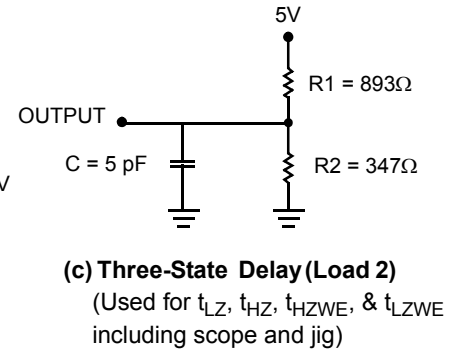 5V
R1 = 893Ω
OUTPUT
C = 5 pF
R2 = 347Ω
V
(c) Three-State Delay (Load 2)
(Used for tLZ, tHZ, tHZWE, & tLZWE
including scope and jig)